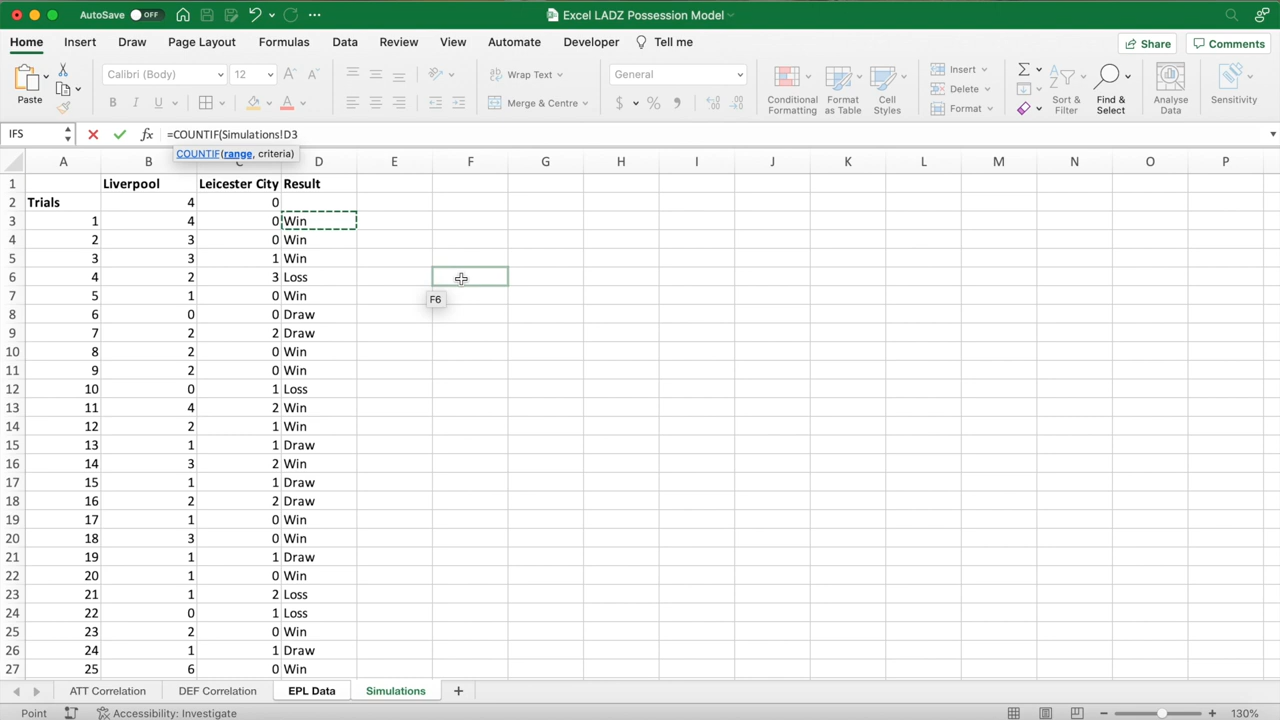 AutoSave OFF ••• Excel LADZ Possession Model
Home Insert Draw Page Layout Formulas Data Review View Automate Developer Tell me Share Comments
Paste Calibri (Body) 12 Wrap Text General Insert
Delete Sort & Filter Find & Select Analyse Data Sensitivity
B I U Merge & Centre $ % Conditional Formatting Format as Table Cell Styles Format
IFS fx =COUNTIF(Simulations!D3
COUNTIF(range, criteria)
A B C D E F G H I J K L M N O P
1 Liverpool Leicester City Result
2 Trials 4 0
3 1 4 0 Win
4 2 3 0 Win
5 3 3 1 Win
6 4 2 3 Loss
7 5 1 0 Win
F6
8 6 0 0 Draw
9 7 2 2 Draw
10 8 2 0 Win
11 9 2 0 Win
12 10 0 1 Loss
13 11 4 2 Win
14 12 2 1 Win
15 13 1 1 Draw
16 14 3 2 Win
17 15 1 1 Draw
18 16 2 2 Draw
19 17 1 0 Win
20 18 3 0 Win
21 19 1 1 Draw
22 20 1 0 Win
23 21 1 2 Loss
24 22 0 1 Loss
25 23 2 0 Win
26 24 1 1 Draw
27 25 6 0 Win
ATT Correlation DEF Correlation EPL Data Simulations
Point Accessibility: Investigate 130%